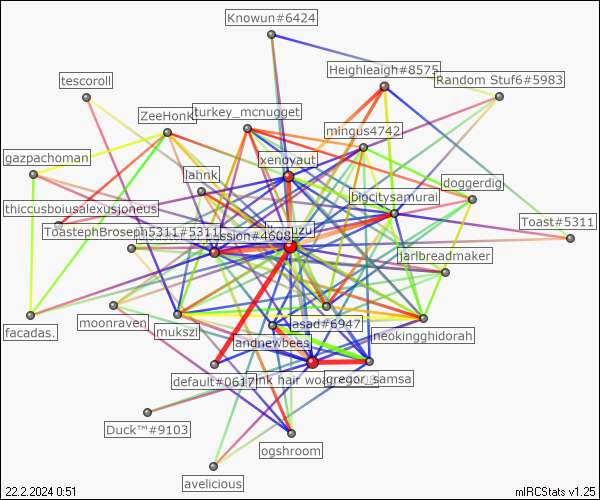 Knowun#6424
Heighleaigh#8575
tescoroll
Random Stuf6#5983
ZeeHonk
turkey_mcnugget
mingus4742
gazpachoman
xenoyaut
lahnk
doggerdig
bigcitysamurai
thiccusboiusalexusjoneus
Toast#5311
ToastephBroseph5311#5311
ssion#4608
uzu
jarlbreadmaker
facadas.
moonraven
mukszi
asad#6947
neokingghidorah
andnewbees
default#0617
ink hair wo
gregor_samsa
Duck™#9103
ogshroom
avelicious
22.2.2024 0:51
mIRCStats v1.25